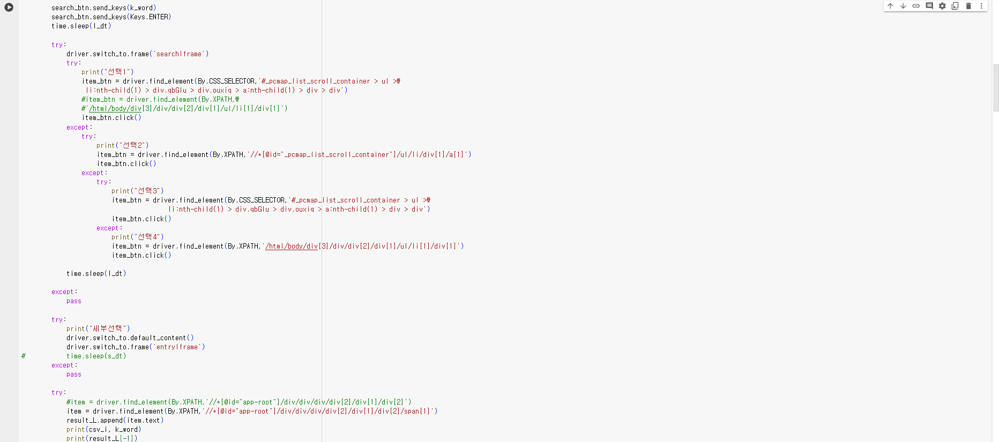 search_btn.send_keys(k_word)
search_btn.send_keys(Keys.ENTER)
time.sleep(l_dt)
try:
driver.switch_to.frame('searchIframe')
try:
print("선택1")
item_btn = driver.find_element(By.CSS_SELECTOR,'#_pcmap_list_scroll_container > ul >\
li:nth-child(1) > div.qbGlu > div.ouxiq > a:nth-child(1) > div > div')
#item_btn = driver.find_element(By.XPATH,\
#'/html/body/div[3]/div/div[2]/div[1]/ul/li[1]/div[1]')
item_btn.click()
except:
try:
print("선택2")
item_btn = driver.find_element(By.XPATH,'//*[@id="_pcmap_list_scroll_container"]/ul/li/div[1]/a[1]')
item_btn.click()
except:
try:
print("선택3")
item_btn = driver.find_element(By.CSS_SELECTOR,'#_pcmap_list_scroll_container > ul >\
li:nth-child(1) > div.qbGlu > div.ouxiq > a:nth-child(1) > div > div')
item_btn.click()
except:
print("선택4")
item_btn = driver.find_element(By.XPATH,'/html/body/div[3]/div/div[2]/div[1]/ul/li[1]/div[1]')
item_btn.click()
time.sleep(l_dt)
except:
pass
try:
print("세부선택")
driver.switch_to.default_content()
driver.switch_to.frame('entryIframe')
# time.sleep(s_dt)
except:
pass
try:
#item = driver.find_element(By.XPATH,'//*[@id="app-root"]/div/div/div/div[2]/div[1]/div[2]')
item = driver.find_element(By.XPATH,'//*[@id="app-root"]/div/div/div/div[2]/div[1]/div[2]/span[1]')
result_L.append(item.text)
print(csv_i, k_word)
print(result_L[-1])